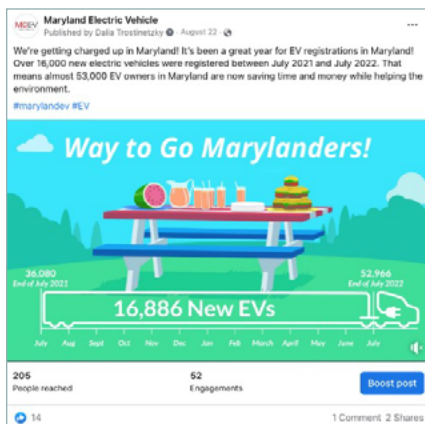 MDEV
Maryland Electric Vehicle
Published by Dalia Trostinetzky · August 22 ·
We're getting charged up in Maryland! It's been a great year for EV registrations in Maryland!
Over 16,000 new electric vehicles were registered between July 2021 and July 2022. That
means almost 53,000 EV owners in Maryland are now saving time and money while helping the
environment.
#marylandev #EV
Way to Go Marylanders!
36,080
End of July 2021
52,966
End of July 2022
16,886 New EVs
July Aug Sept Oct Nov Dec Jan Feb March April May June July
205
People reached
52
Engagements
Boost post
14
1 Comment 2 Shares